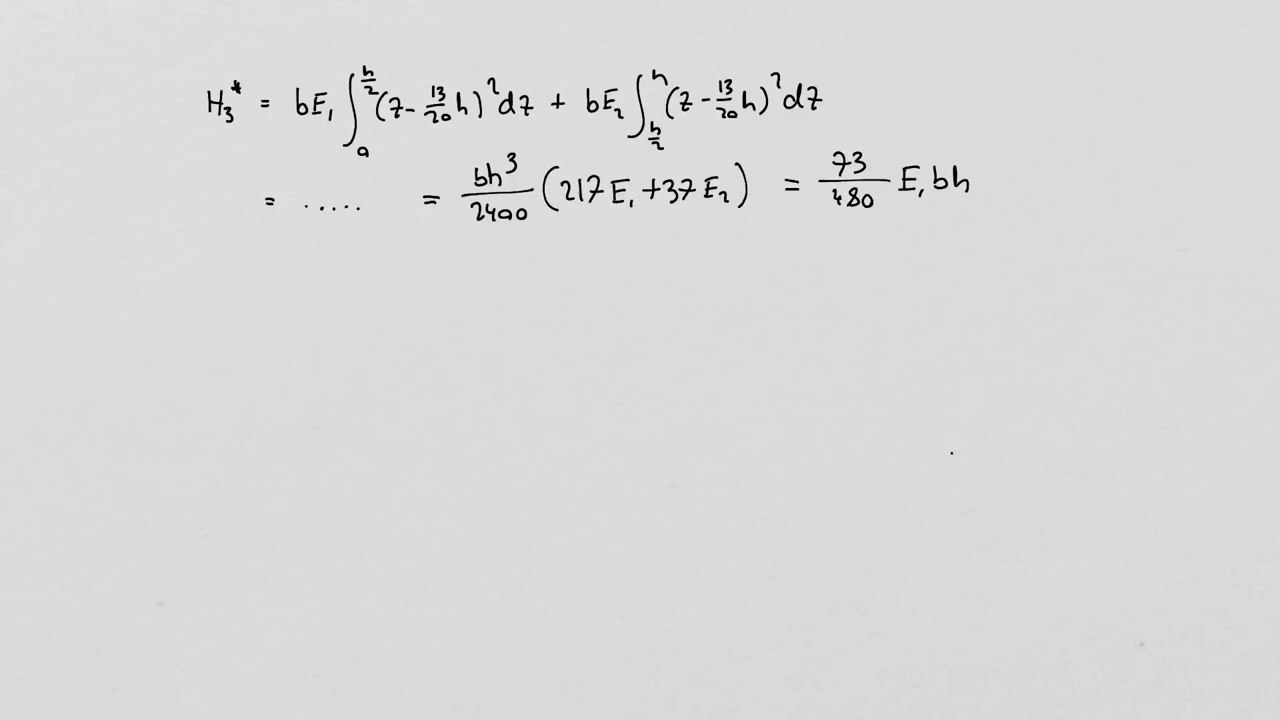 H₃* = bE₁ ∫₀^(h/2) (z - 13/20 h)² dz + bE₂ ∫_(h/2)^h (z - 13/20 h)² dz
= ..... = bh³/2400 (217 E₁ + 37 E₂) = 73/480 E₁ bh